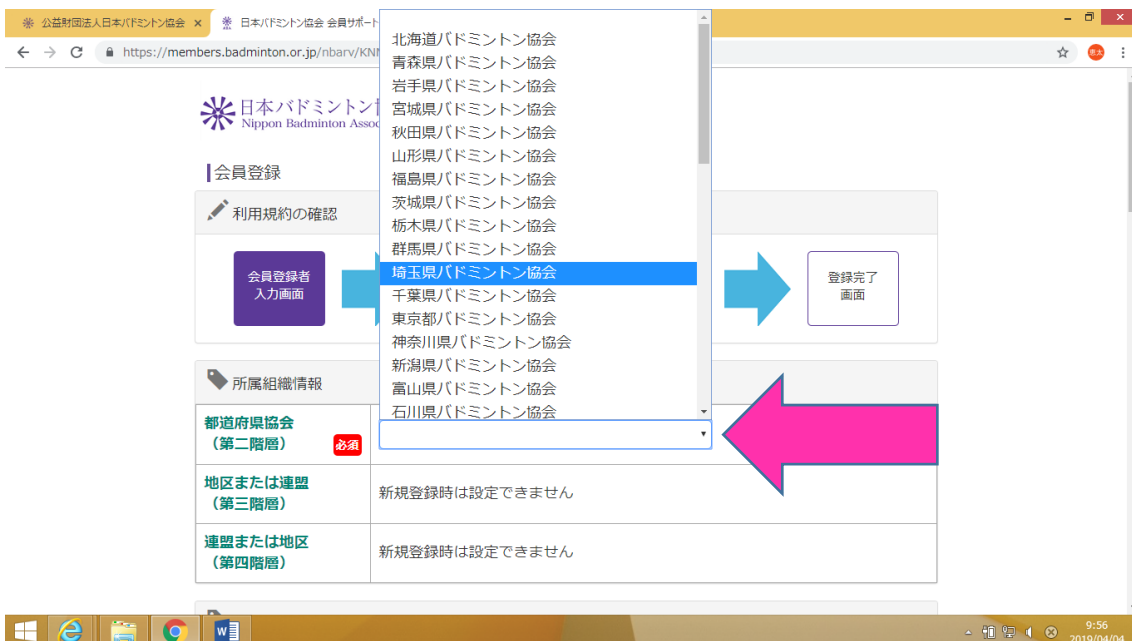 公益財団法人日本バドミントン協会
日本バドミントン協会 会員サポート
https://members.badminton.or.jp/nbarv/KN
日本バドミントン
Nippon Badminton Assoc
会員登録
利用規約の確認
会員登録者
入力画面
登録完了
画面
北海道バドミントン協会
青森県バドミントン協会
岩手県バドミントン協会
宮城県バドミントン協会
秋田県バドミントン協会
山形県バドミントン協会
福島県バドミントン協会
茨城県バドミントン協会
栃木県バドミントン協会
群馬県バドミントン協会
埼玉県バドミントン協会
千葉県バドミントン協会
東京都バドミントン協会
神奈川県バドミントン協会
新潟県バドミントン協会
富山県バドミントン協会
石川県バドミントン協会
所属組織情報
都道府県協会
（第二階層）
必須
地区または連盟
（第三階層）
新規登録時は設定できません
連盟または地区
（第四階層）
新規登録時は設定できません
9:56
2019/04/04